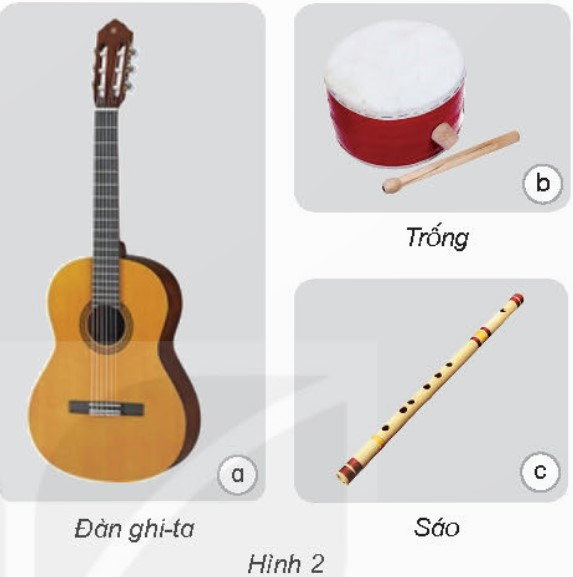 a
Đàn ghi-ta
b
Trống
c
Sáo
Hình 2